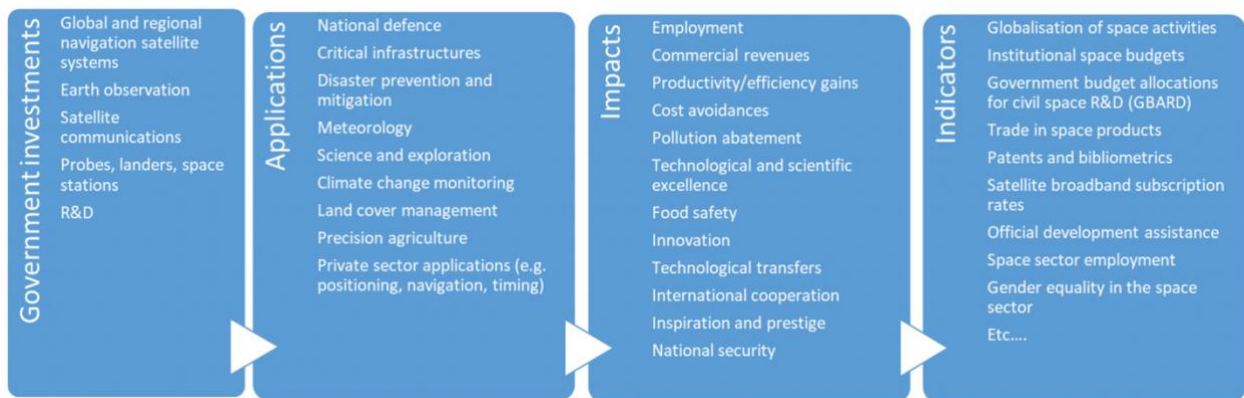 Government investments
Global and regional
navigation satellite
systems
Earth observation
Satellite
communications
Probes, landers, space
stations
R&D
Applications
National defence
Critical infrastructures
Disaster prevention and
mitigation
Meteorology
Science and exploration
Climate change monitoring
Land cover management
Precision agriculture
Private sector applications (e.g.
positioning, navigation, timing)
Impacts
Employment
Commercial revenues
Productivity/efficiency gains
Cost avoidances
Pollution abatement
Technological and scientific
excellence
Food safety
Innovation
Technological transfers
International cooperation
Inspiration and prestige
National security
Indicators
Globalisation of space activities
Institutional space budgets
Government budget allocations
for civil space R&D (GBARD)
Trade in space products
Patents and bibliometrics
Satellite broadband subscription
rates
Official development assistance
Space sector employment
Gender equality in the space
sector
Etc....